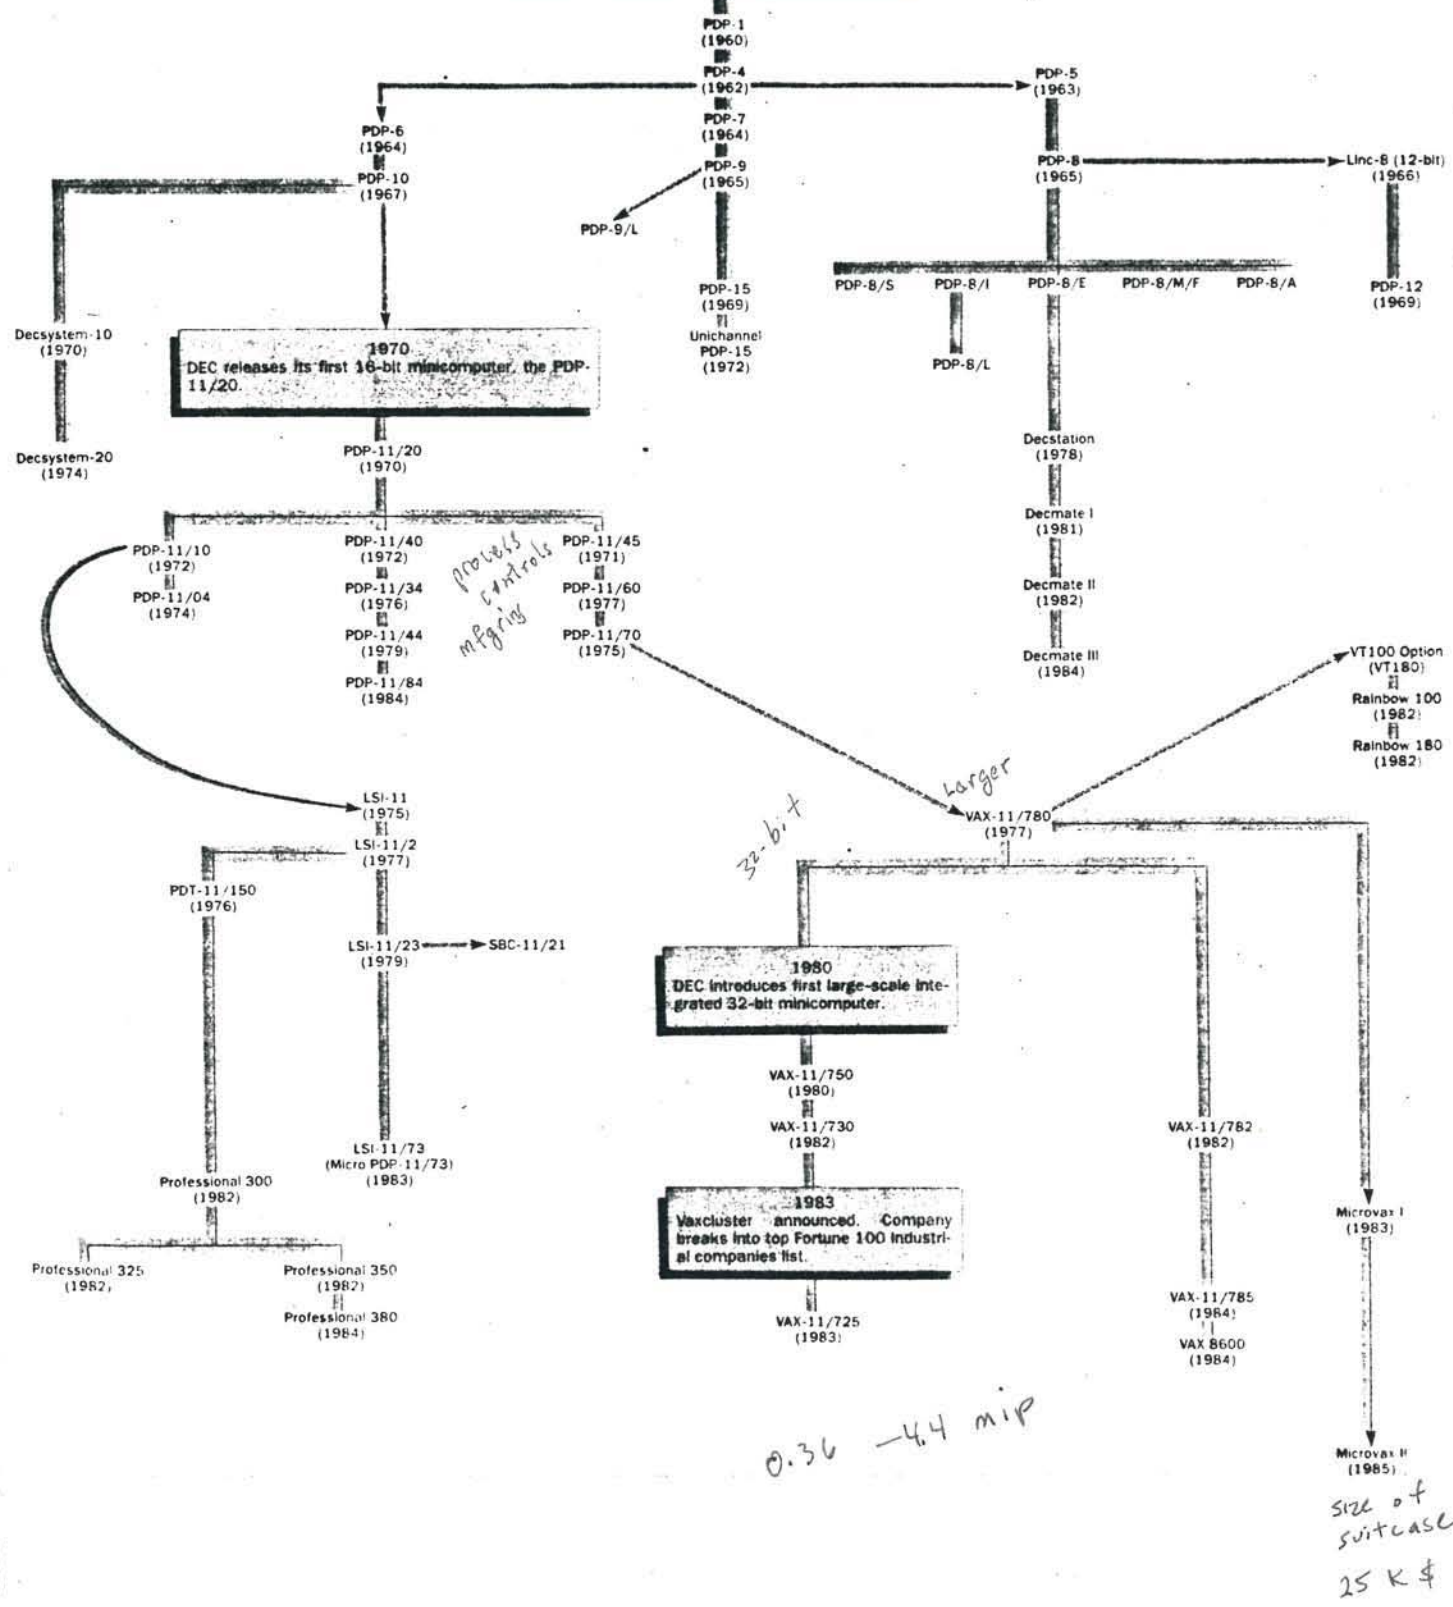 PDP-1
(1960)
PDP-4
(1962)
PDP-5
(1963)
PDP-7
(1964)
PDP-6
(1964)
PDP-9
(1965)
PDP-8
(1965)
Linc-8 (12-bit)
(1966)
PDP-10
(1967)
PDP-9/L
PDP-15
(1969)
PDP-8/S
PDP-8/I
PDP-8/E
PDP-8/M/F
PDP-8/A
PDP-12
(1969)
Decsystem-10
(1970)
Unichannel
PDP-15
(1972)
PDP-8/L
1970
DEC releases its first 16-bit minicomputer, the PDP-
11/20.
Decsystem-20
(1974)
PDP-11/20
(1970)
Decstation
(1978)
Decmate I
(1981)
Decmate II
(1982)
Decmate III
(1984)
PDP-11/10
(1972)
PDP-11/04
(1974)
PDP-11/40
(1972)
PDP-11/34
(1976)
PDP-11/44
(1979)
PDP-11/84
(1984)
process
controls
mfgring
PDP-11/45
(1971)
PDP-11/60
(1977)
PDP-11/70
(1975)
VT100 Option
(VT180)
Rainbow 100
(1982)
Rainbow 180
(1982)
LSI-11
(1975)
LSI-11/2
(1977)
PDT-11/150
(1976)
LSI-11/23
(1979)
SBC-11/21
LSI-11/73
(Micro PDP-11/73)
(1983)
Professional 300
(1982)
Professional 325
(1982)
Professional 350
(1982)
Professional 380
(1984)
32-bit
Larger
VAX-11/780
(1977)
1980
DEC introduces first large-scale inte-
grated 32-bit minicomputer.
VAX-11/750
(1980)
VAX-11/730
(1982)
1983
Vaxcluster announced. Company
breaks into top Fortune 100 industri-
al companies list.
VAX-11/725
(1983)
VAX-11/782
(1982)
VAX-11/785
(1984)
VAX 8600
(1984)
Microvax I
(1983)
Microvax II
(1985)
0.36 - 4.4 mip
size of
suitcase
25 K $